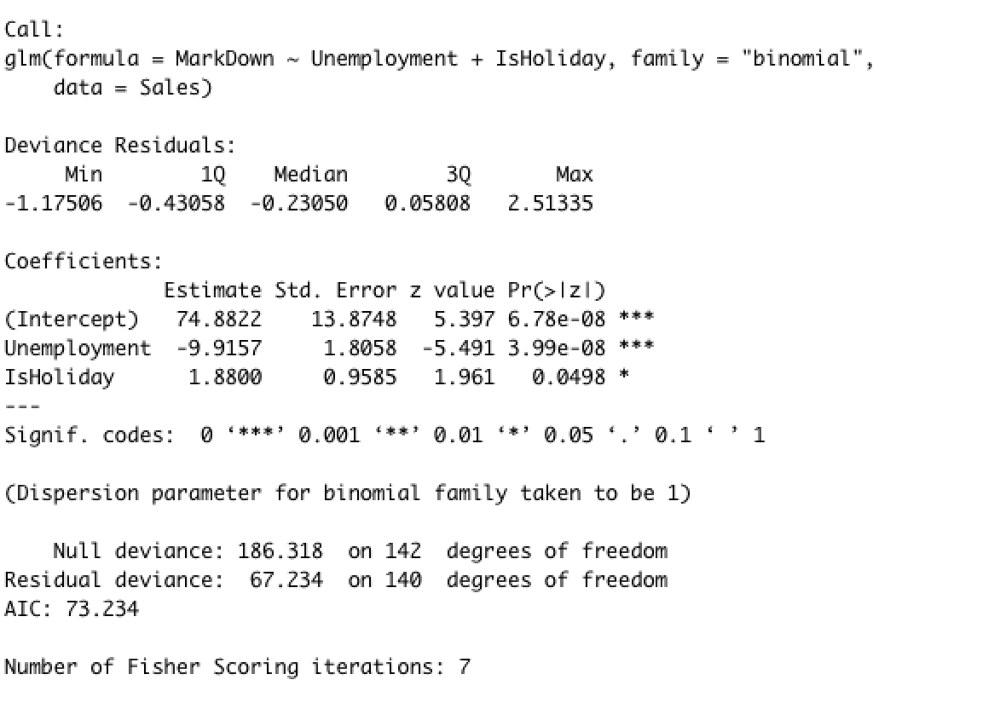 Call:
glm(formula = MarkDown ~ Unemployment + IsHoliday, family = "binomial",
    data = Sales)

Deviance Residuals:
     Min       1Q   Median       3Q      Max
-1.17506  -0.43058  -0.23050   0.05808   2.51335

Coefficients:
             Estimate Std. Error z value Pr(>|z|)
(Intercept)   74.8822    13.8748   5.397 6.78e-08 ***
Unemployment  -9.9157     1.8058  -5.491 3.99e-08 ***
IsHoliday      1.8800     0.9585   1.961   0.0498 *
---
Signif. codes:  0 ‘***’ 0.001 ‘**’ 0.01 ‘*’ 0.05 ‘.’ 0.1 ‘ ’ 1

(Dispersion parameter for binomial family taken to be 1)

    Null deviance: 186.318  on 142  degrees of freedom
Residual deviance:  67.234  on 140  degrees of freedom
AIC: 73.234

Number of Fisher Scoring iterations: 7